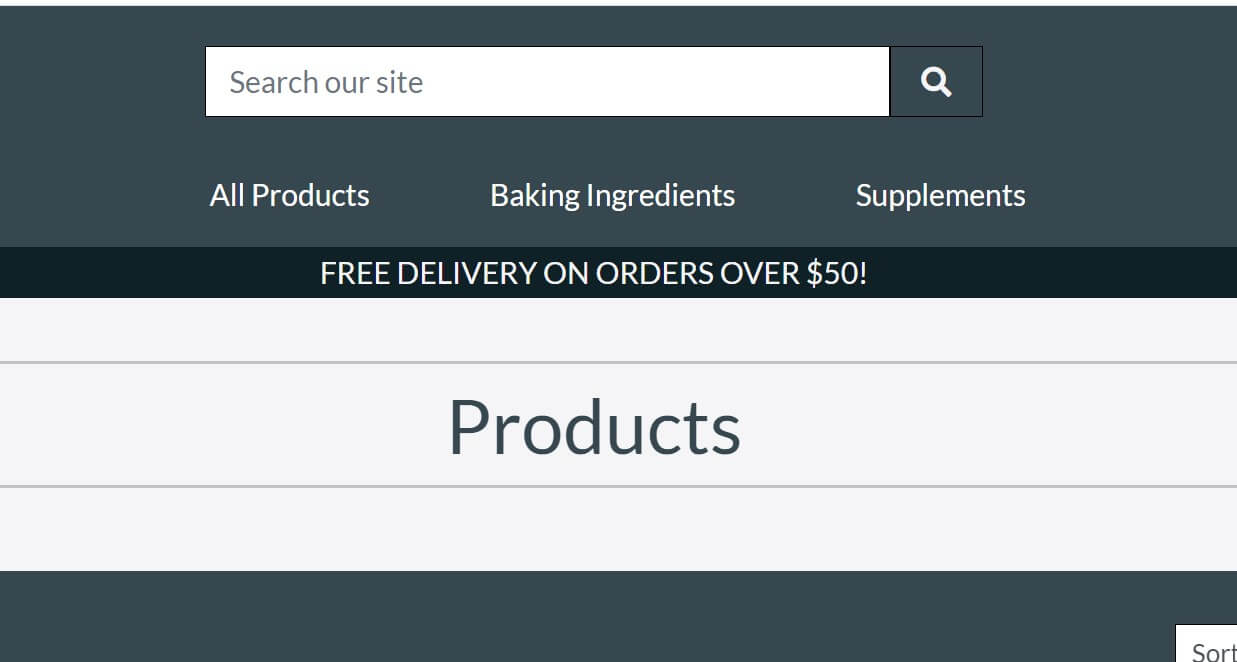 Search our site
All Products Baking Ingredients Supplements
FREE DELIVERY ON ORDERS OVER $50!
Products
Sort